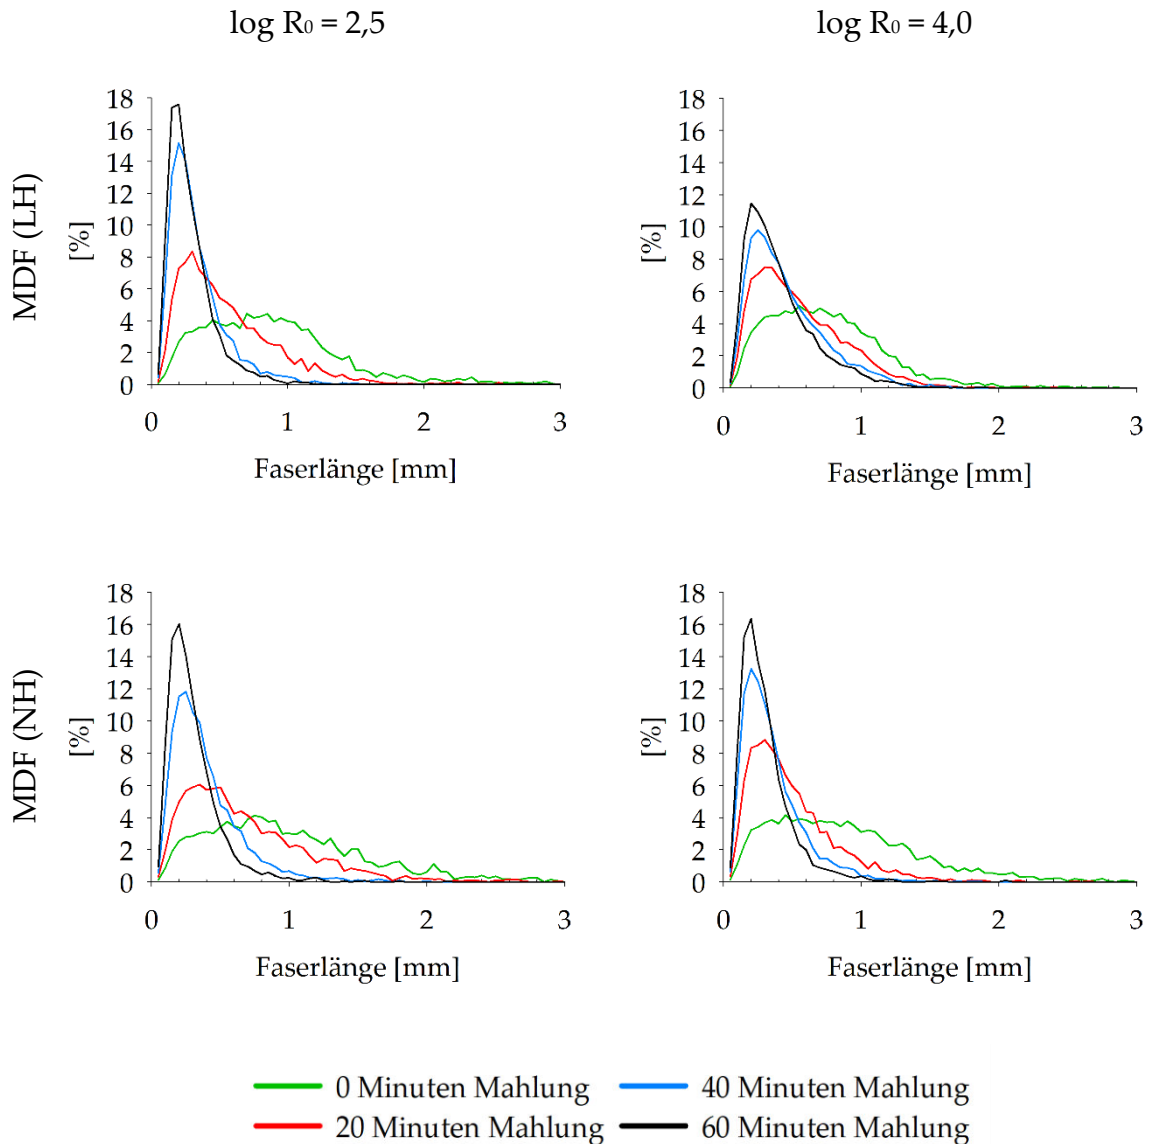 log R₀ = 2,5
log R₀ = 4,0
MDF (LH)
[%]
18
16
14
12
10
8
6
4
2
0
0 1 2 3
Faserlänge [mm]
[%]
18
16
14
12
10
8
6
4
2
0
0 1 2 3
Faserlänge [mm]
MDF (NH)
[%]
18
16
14
12
10
8
6
4
2
0
0 1 2 3
Faserlänge [mm]
[%]
18
16
14
12
10
8
6
4
2
0
0 1 2 3
Faserlänge [mm]
0 Minuten Mahlung
40 Minuten Mahlung
20 Minuten Mahlung
60 Minuten Mahlung